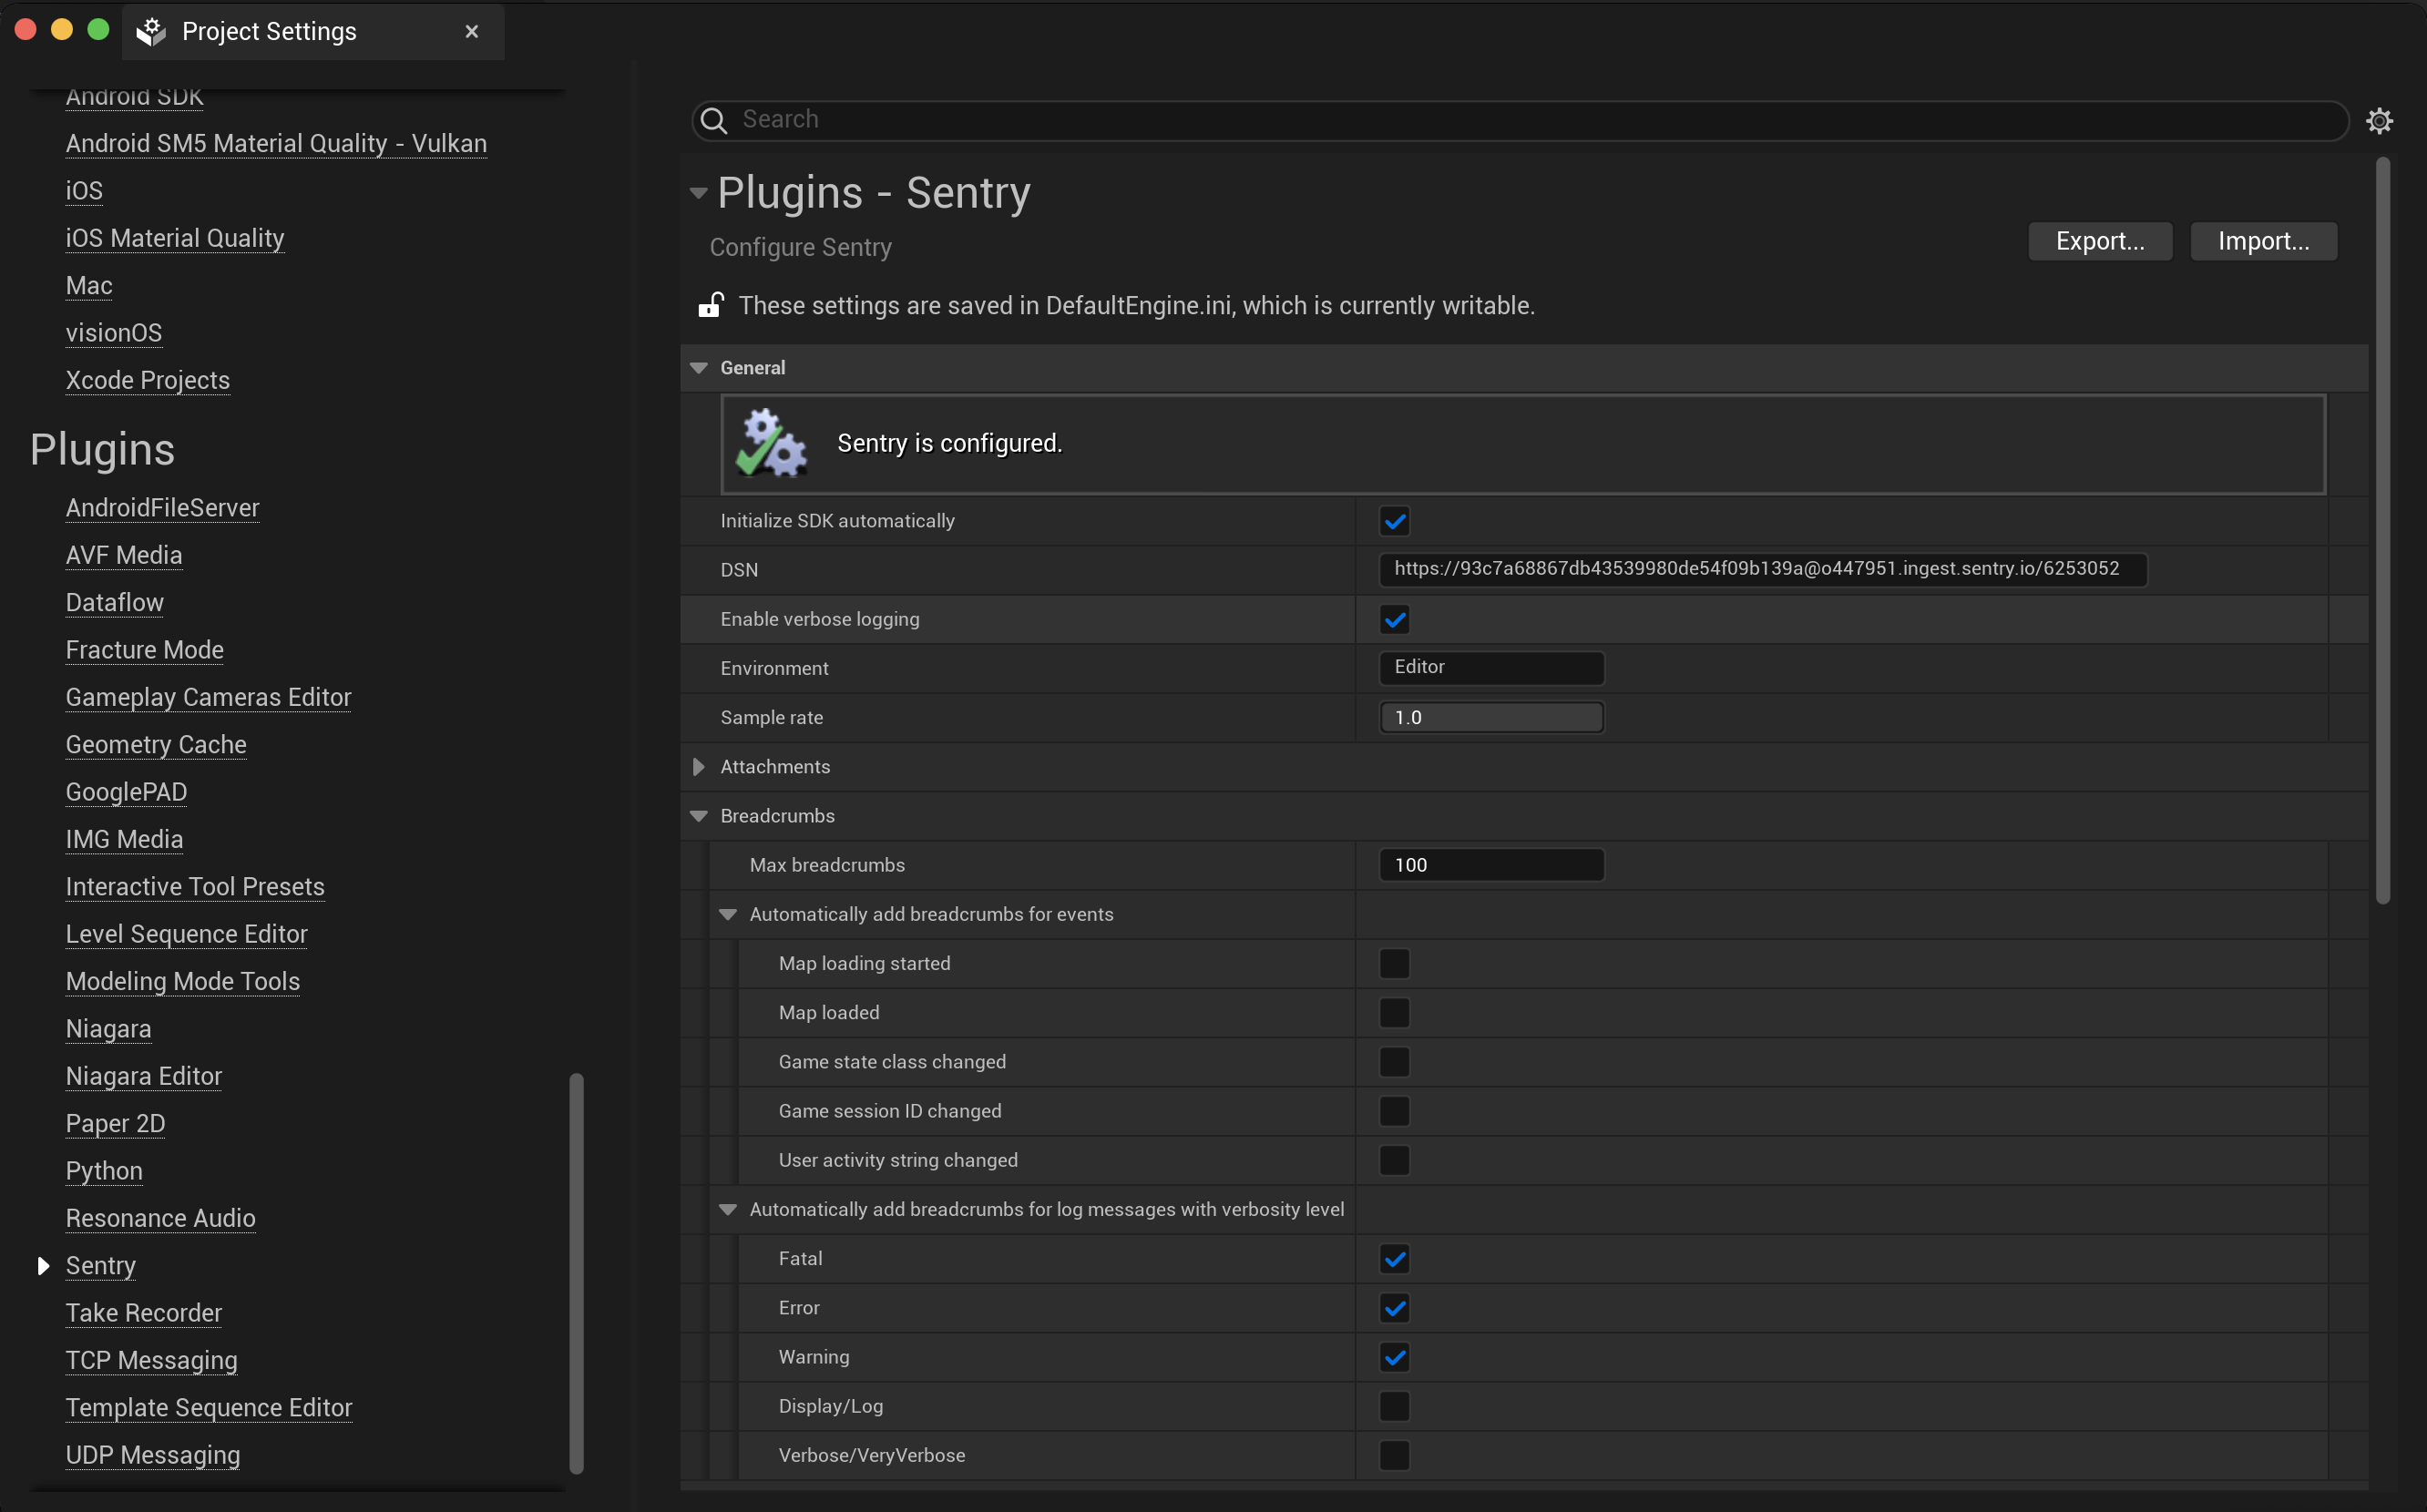 Project Settings
Android SDK
Android SM5 Material Quality - Vulkan
iOS
iOS Material Quality
Mac
visionOS
Xcode Projects
Plugins
AndroidFileServer
AVF Media
Dataflow
Fracture Mode
Gameplay Cameras Editor
Geometry Cache
GooglePAD
IMG Media
Interactive Tool Presets
Level Sequence Editor
Modeling Mode Tools
Niagara
Niagara Editor
Paper 2D
Python
Resonance Audio
Sentry
Take Recorder
TCP Messaging
Template Sequence Editor
UDP Messaging
Search
Plugins - Sentry
Configure Sentry
Export...
Import...
These settings are saved in DefaultEngine.ini, which is currently writable.
General
Sentry is configured.
Initialize SDK automatically
DSN
https://93c7a68867db43539980de54f09b139a@o447951.ingest.sentry.io/6253052
Enable verbose logging
Environment
Editor
Sample rate
1.0
Attachments
Breadcrumbs
Max breadcrumbs
100
Automatically add breadcrumbs for events
Map loading started
Map loaded
Game state class changed
Game session ID changed
User activity string changed
Automatically add breadcrumbs for log messages with verbosity level
Fatal
Error
Warning
Display/Log
Verbose/VeryVerbose